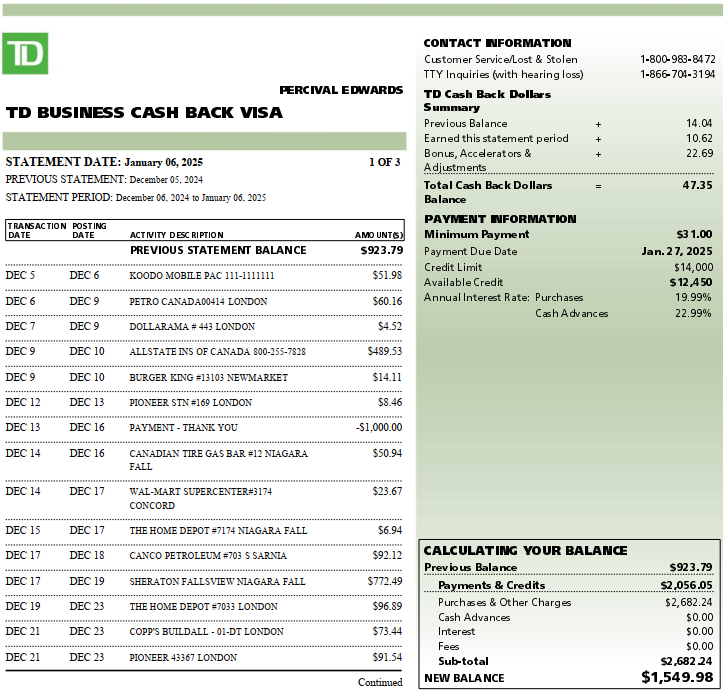 TD
PERCIVAL EDWARDS
TD BUSINESS CASH BACK VISA
STATEMENT DATE: January 06, 2025 1 OF 3
PREVIOUS STATEMENT: December 05, 2024
STATEMENT PERIOD: December 06, 2024 to January 06, 2025
TRANSACTION POSTING
DATE DATE ACTIVITY DESCRIPTION AMOUNT($)
PREVIOUS STATEMENT BALANCE $923.79
DEC 5 DEC 6 KOODO MOBILE PAC 111-1111111 $51.98
DEC 6 DEC 9 PETRO CANADA00414 LONDON $60.16
DEC 7 DEC 9 DOLLARAMA # 443 LONDON $4.52
DEC 9 DEC 10 ALLSTATE INS OF CANADA 800-255-7828 $489.53
DEC 9 DEC 10 BURGER KING #13103 NEWMARKET $14.11
DEC 12 DEC 13 PIONEER STN #169 LONDON $8.46
DEC 13 DEC 16 PAYMENT - THANK YOU -$1,000.00
DEC 14 DEC 16 CANADIAN TIRE GAS BAR #12 NIAGARA $50.94
FALL
DEC 14 DEC 17 WAL-MART SUPERCENTER#3174 $23.67
CONCORD
DEC 15 DEC 17 THE HOME DEPOT #7174 NIAGARA FALL $6.94
DEC 17 DEC 18 CANCO PETROLEUM #703 S SARNIA $92.12
DEC 17 DEC 19 SHERATON FALLSVIEW NIAGARA FALL $772.49
DEC 19 DEC 23 THE HOME DEPOT #7033 LONDON $96.89
DEC 21 DEC 23 COPP'S BUILDALL - 01-DT LONDON $73.44
DEC 21 DEC 23 PIONEER 43367 LONDON $91.54
Continued
CONTACT INFORMATION
Customer Service/Lost & Stolen 1-800-983-8472
TTY Inquiries (with hearing loss) 1-866-704-3194
TD Cash Back Dollars
Summary
Previous Balance + 14.04
Earned this statement period + 10.62
Bonus, Accelerators & + 22.69
Adjustments
Total Cash Back Dollars = 47.35
Balance
PAYMENT INFORMATION
Minimum Payment $31.00
Payment Due Date Jan. 27, 2025
Credit Limit $14,000
Available Credit $12,450
Annual Interest Rate: Purchases 19.99%
Cash Advances 22.99%
CALCULATING YOUR BALANCE
Previous Balance $923.79
Payments & Credits $2,056.05
Purchases & Other Charges $2,682.24
Cash Advances $0.00
Interest $0.00
Fees $0.00
Sub-total $2,682.24
NEW BALANCE $1,549.98